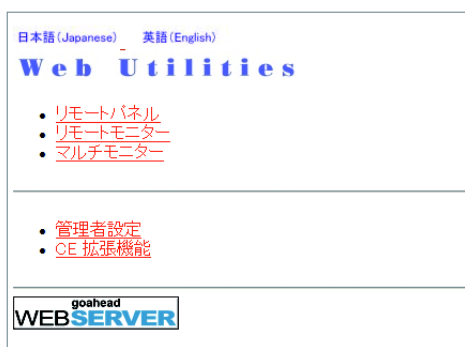 日本語(Japanese) 英語(English)
Web Utilities
リモートパネル
リモートモニター
マルチモニター
管理者設定
CE 拡張機能
goahead
WEBSERVER